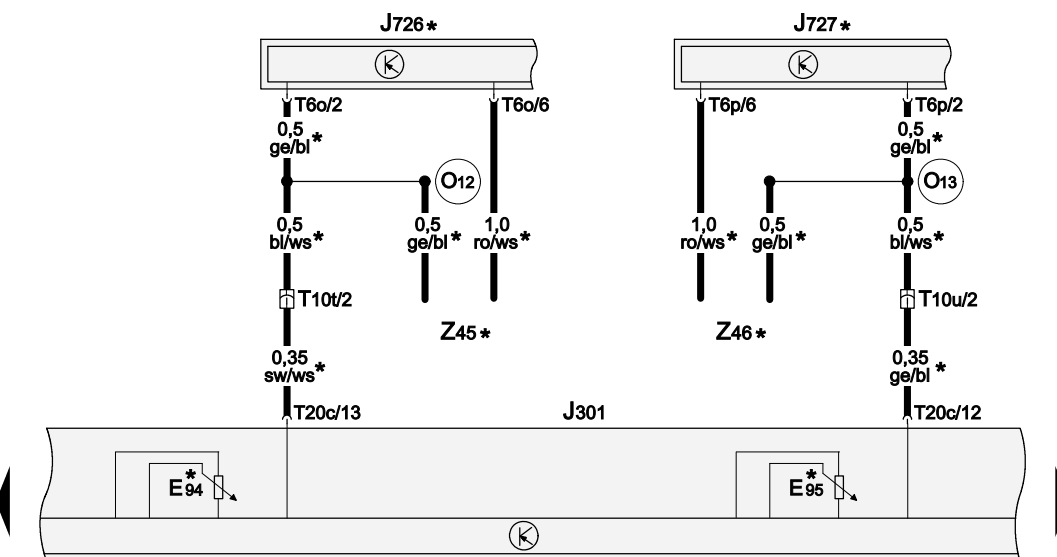 J726* J727*
T6o/2 T6o/6 T6p/6 T6p/2
0,5 0,5
ge/bl* ge/bl*
O12 O13
0,5 0,5 1,0 1,0 0,5 0,5
bl/ws* ge/bl* ro/ws* ro/ws* ge/bl* bl/ws*
T10t/2 T10u/2
Z45* Z46*
0,35 0,35
sw/ws* ge/bl*
T20c/13 J301 T20c/12
E94* E95*